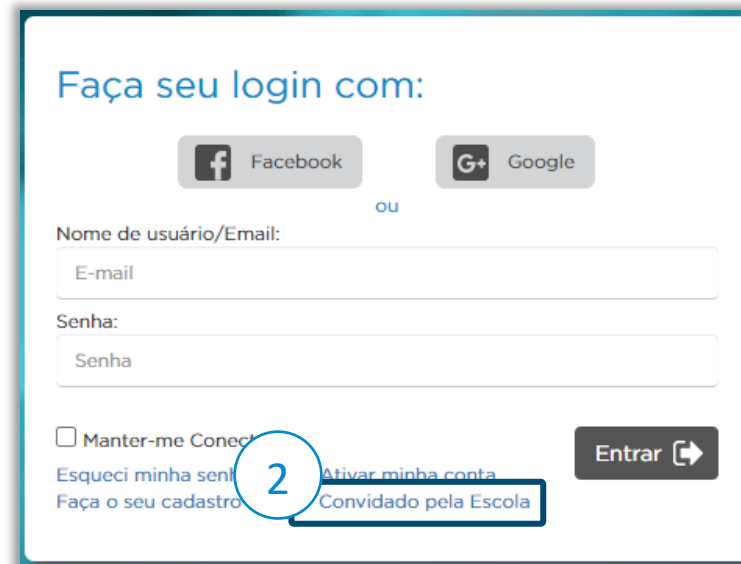 Faça seu login com:
Facebook
G+ Google
ou
Nome de usuário/Email:
E-mail
Senha:
Senha
Manter-me
Entrar
Esqueci minha
2
Ativar minha conta
Faça o seu cadastro
Convidado pela Escola